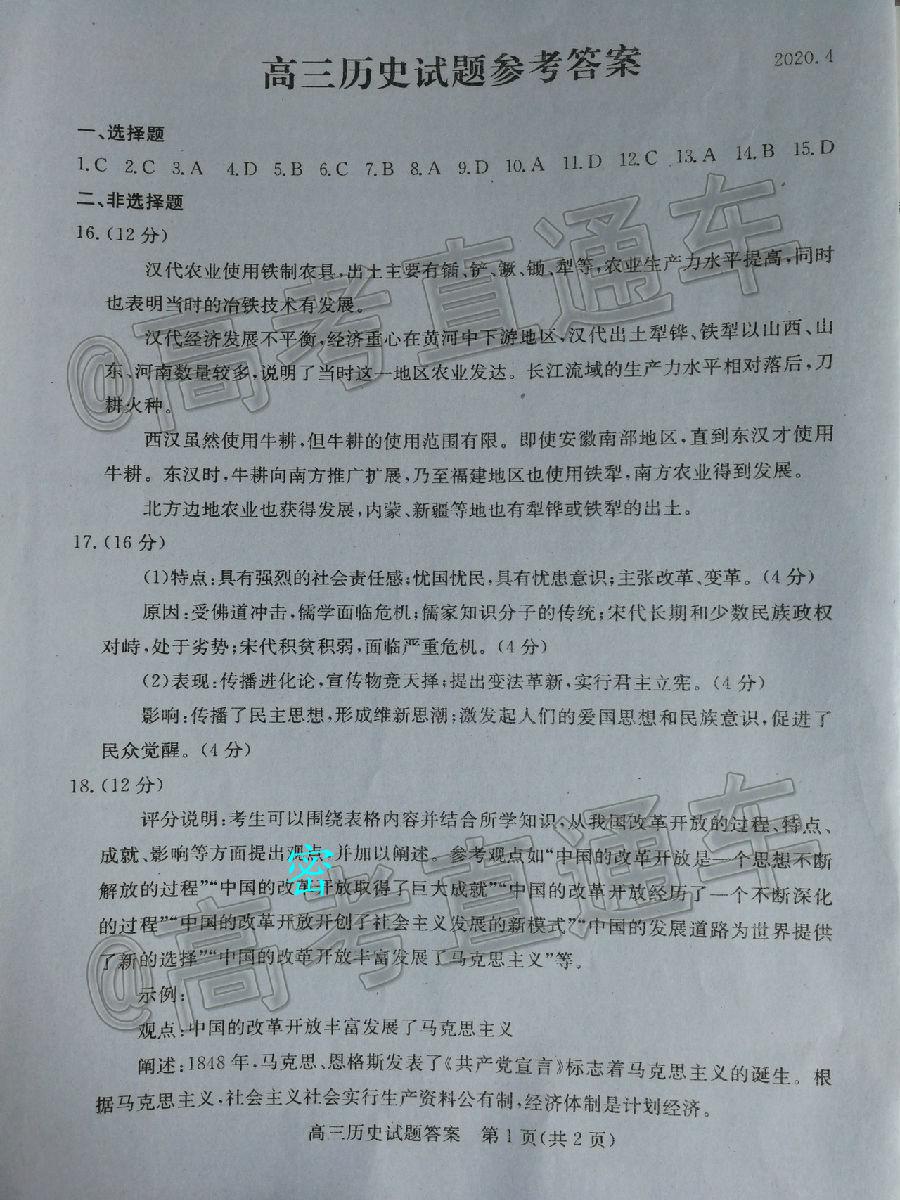 高三历史试题参考答案
2020.4
一、选择题
1.C 2.C 3.A 4.D 5.B 6.C 7.B 8.A 9.D 10.A 11.D 12.C 13.A 14.B 15.D
二、非选择题
16.(12分)
汉代农业使用铁制农具,出土主要有锸、铲、镢、锄、犁等,农业生产力水平提高,同时
也表明当时的冶铁技术有发展。
汉代经济发展不平衡,经济重心在黄河中下游地区,汉代出土犁铧、铁犁以山西、山
东、河南数量较多,说明了当时这一地区农业发达。长江流域的生产力水平相对落后,刀
耕火种。
西汉虽然使用牛耕,但牛耕的使用范围有限。即使安徽南部地区,直到东汉才使用
牛耕。东汉时,牛耕向南方推广扩展,乃至福建地区也使用铁犁,南方农业得到发展。
北方边地农业也获得发展,内蒙、新疆等地也有犁铧或铁犁的出土。
17.(16分)
(1)特点:具有强烈的社会责任感;忧国忧民,具有忧患意识;主张改革、变革。(4分)
原因:受佛道冲击,儒学面临危机;儒家知识分子的传统;宋代长期和少数民族政权
对峙,处于劣势;宋代积贫积弱,面临严重危机。(4分)
(2)表现:传播进化论,宣传物竞天择;提出变法革新,实行君主立宪。(4分)
影响:传播了民主思想,形成维新思潮;激发起人们的爱国思想和民族意识,促进了
民众觉醒。(4分)
18.(12分)
评分说明:考生可以围绕表格内容并结合所学知识,从我国改革开放的过程、特点、
成就、影响等方面提出观点,并加以阐述。参考观点如“中国的改革开放是一个思想不断
解放的过程”“中国的改革开放取得了巨大成就”“中国的改革开放经历了一个不断深化
的过程”“中国的改革开放开创了社会主义发展的新模式”“中国的发展道路为世界提供
了新的选择”“中国的改革开放丰富发展了马克思主义”等。
示例:
观点:中国的改革开放丰富发展了马克思主义
阐述:1848年,马克思、恩格斯发表了《共产党宣言》标志着马克思主义的诞生。根
据马克思主义,社会主义社会实行生产资料公有制,经济体制是计划经济。
高三历史试题答案 第1页(共2页)
@高考直通车
@高考直通车
密